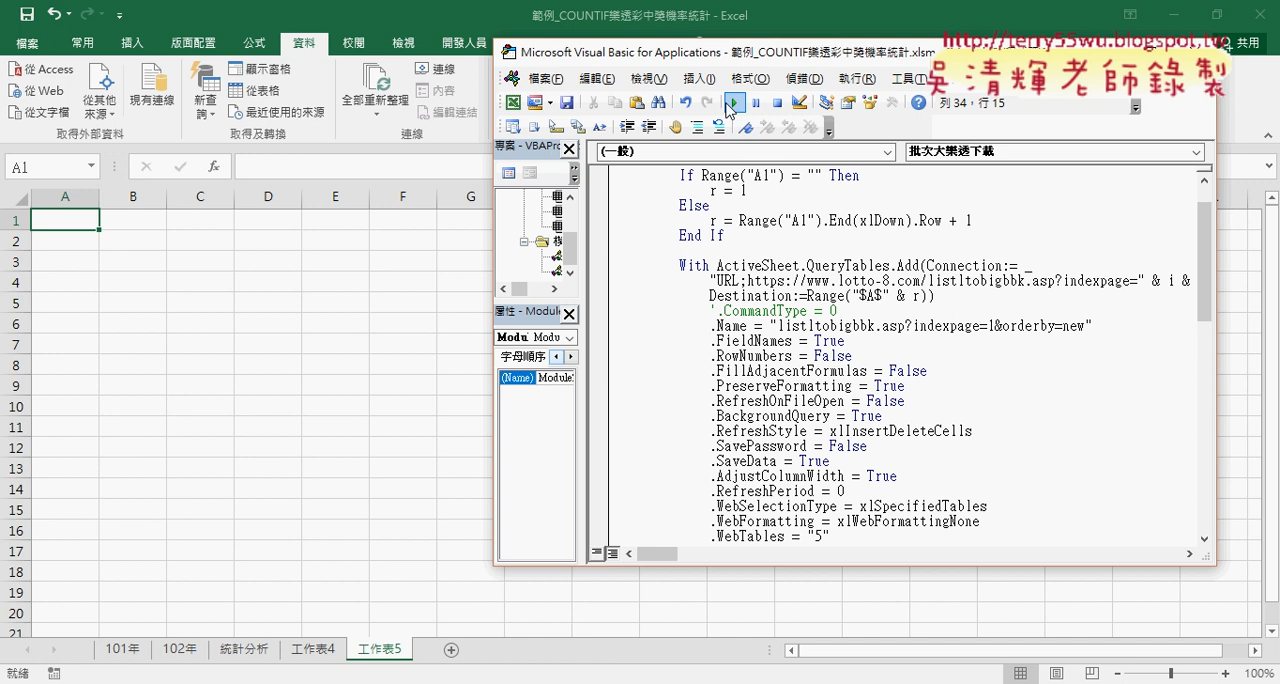 範例_COUNTIF樂透彩中獎機率統計 - Excel
檔案 常用 插入 版面配置 公式 資料 校閱 檢視 開發人員 共用
http://terry55wu.blogspot.tw
吳清輝老師錄製
從 Access
從 Web
從文字檔
從其他來源
現有連線
取得外部資料
新查詢
顯示窗格
從表格
最近使用的來源
取得及轉換
全部重新整理
連線
內容
編輯連結
連線
A1
fx
A B C D E F G
1
2
3
4
5
6
7
8
9
10
11
12
13
14
15
16
17
18
19
20
21
Microsoft Visual Basic for Applications - 範例_COUNTIF樂透彩中獎機率統計.xlsm
檔案(F) 編輯(E) 檢視(V) 插入(I) 格式(O) 偵錯(D) 執行(R) 工具(T)
列 34，行 15
專案 - VBAPro
(一般) 批次大樂透下載
屬性 - Module
Modu Modu
字母順序
(Name) Module
If Range("A1") = "" Then
r = 1
Else
r = Range("A1").End(xlDown).Row + 1
End If
With ActiveSheet.QueryTables.Add(Connection:= _
"URL;https://www.lotto-8.com/listltobigbbk.asp?indexpage=" & i &
Destination:=Range("$A$" & r))
'.CommandType = 0
.Name = "listltobigbbk.asp?indexpage=1&orderby=new"
.FieldNames = True
.RowNumbers = False
.FillAdjacentFormulas = False
.PreserveFormatting = True
.RefreshOnFileOpen = False
.BackgroundQuery = True
.RefreshStyle = xlInsertDeleteCells
.SavePassword = False
.SaveData = True
.AdjustColumnWidth = True
.RefreshPeriod = 0
.WebSelectionType = xlSpecifiedTables
.WebFormatting = xlWebFormattingNone
.WebTables = "5"
101年 102年 統計分析 工作表4 工作表5
就緒
100%